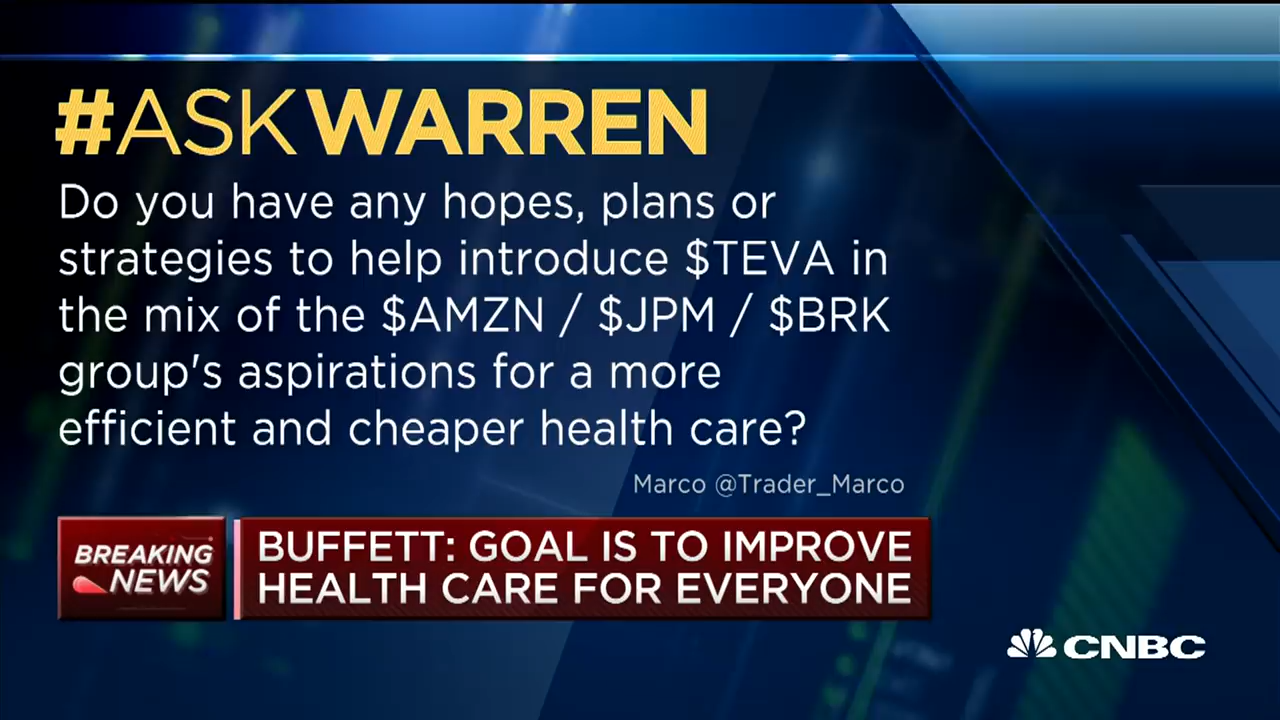 #ASKWARREN
Do you have any hopes, plans or
strategies to help introduce $TEVA in
the mix of the $AMZN / $JPM / $BRK
group's aspirations for a more
efficient and cheaper health care?
Marco @Trader_Marco
BREAKING
NEWS
BUFFETT: GOAL IS TO IMPROVE
HEALTH CARE FOR EVERYONE
CNBC